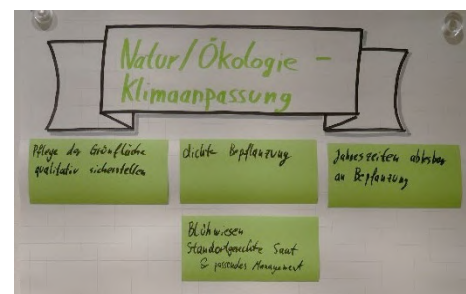 Natur/Ökologie -
Klimaanpassung
Pflege der Grünfläche
qualitativ sicherstellen
dichte Bepflanzung
Jahreszeiten ablesbar
an Bepflanzung
Blühwiesen
Standortgerechte Saat
& passendes Management